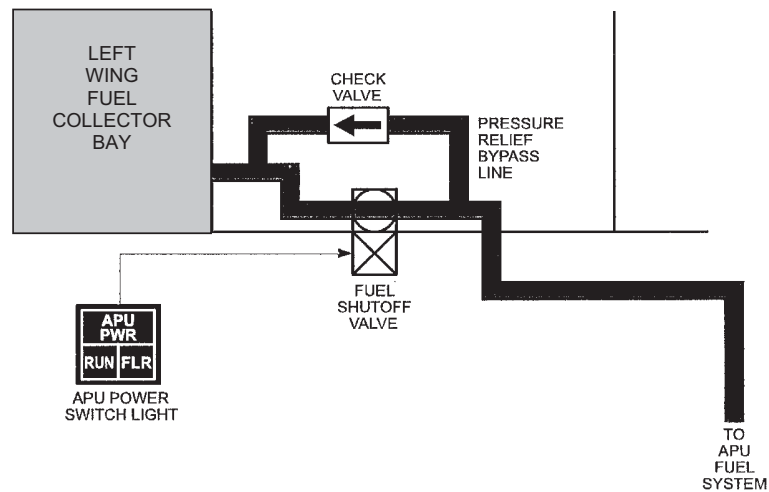 LEFT
WING
FUEL
COLLECTOR
BAY
CHECK
VALVE
PRESSURE
RELIEF
BYPASS
LINE
FUEL
SHUTOFF
VALVE
APU
PWR
RUN FLR
APU POWER
SWITCH LIGHT
TO
APU
FUEL
SYSTEM